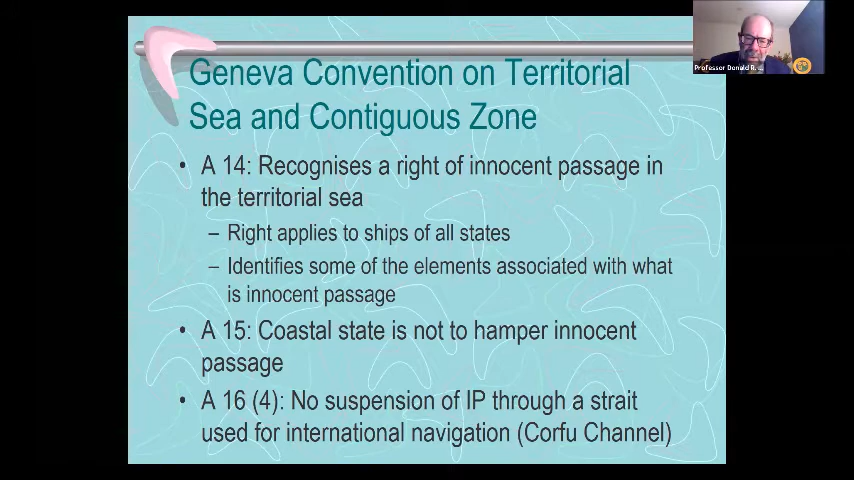 Geneva Convention on Territorial
Sea and Contiguous Zone
• A 14: Recognises a right of innocent passage in
the territorial sea
– Right applies to ships of all states
– Identifies some of the elements associated with what
is innocent passage
• A 15: Coastal state is not to hamper innocent
passage
• A 16 (4): No suspension of IP through a strait
used for international navigation (Corfu Channel)
Professor Donald R. ...